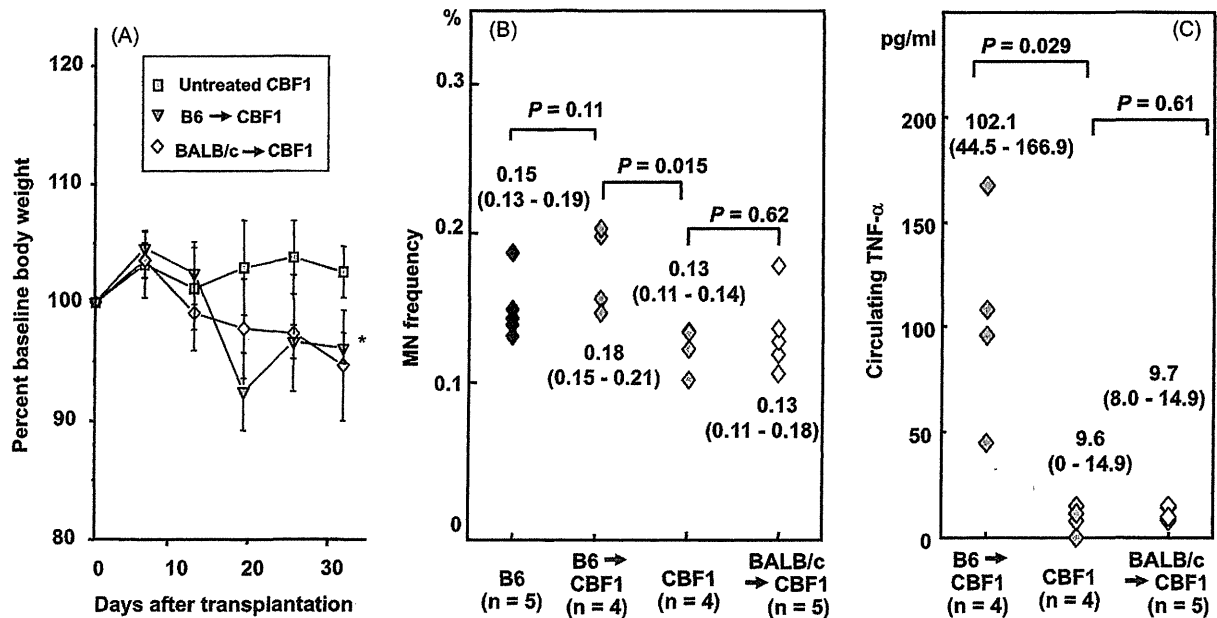 (A)
120
110
100
90
80
Percent baseline body weight
Untreated CBF1
B6 → CBF1
BALB/c → CBF1
*
0 10 20 30
Days after transplantation
(B)
%
0.3
0.2
0.1
0
MN frequency
P = 0.11
P = 0.015
P = 0.62
0.15
(0.13 - 0.19)
0.18
(0.15 - 0.21)
0.13
(0.11 - 0.14)
0.13
(0.11 - 0.18)
B6
(n = 5)
B6 →
CBF1
(n = 4)
CBF1
(n = 4)
BALB/c
→ CBF1
(n = 5)
(C)
pg/ml
200
150
100
50
0
Circulating TNF-α
P = 0.029
P = 0.61
102.1
(44.5 - 166.9)
9.6
(0 - 14.9)
9.7
(8.0 - 14.9)
B6 →
CBF1
(n = 4)
CBF1
(n = 4)
BALB/c
→ CBF1
(n = 5)